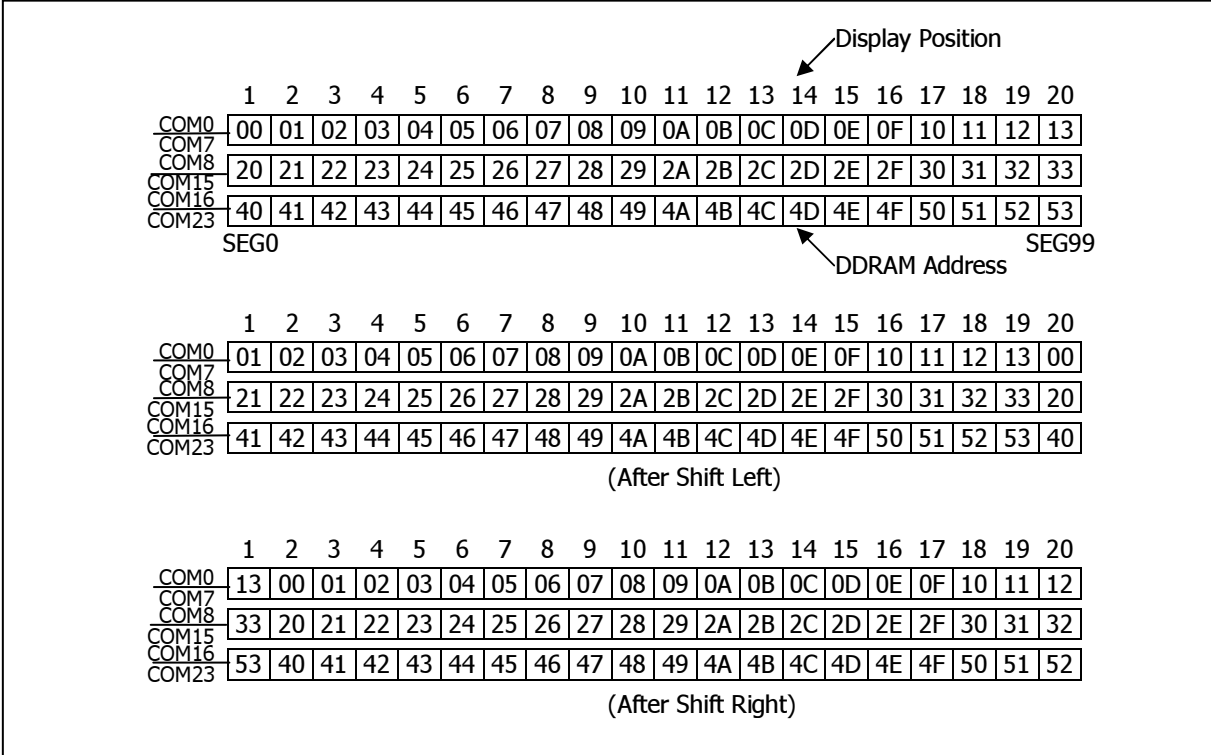 Display Position
1 2 3 4 5 6 7 8 9 10 11 12 13 14 15 16 17 18 19 20
COM0
COM7
00 01 02 03 04 05 06 07 08 09 0A 0B 0C 0D 0E 0F 10 11 12 13
COM8
COM15
20 21 22 23 24 25 26 27 28 29 2A 2B 2C 2D 2E 2F 30 31 32 33
COM16
COM23
40 41 42 43 44 45 46 47 48 49 4A 4B 4C 4D 4E 4F 50 51 52 53
SEG0 SEG99
DDRAM Address
1 2 3 4 5 6 7 8 9 10 11 12 13 14 15 16 17 18 19 20
COM0
COM7
01 02 03 04 05 06 07 08 09 0A 0B 0C 0D 0E 0F 10 11 12 13 00
COM8
COM15
21 22 23 24 25 26 27 28 29 2A 2B 2C 2D 2E 2F 30 31 32 33 20
COM16
COM23
41 42 43 44 45 46 47 48 49 4A 4B 4C 4D 4E 4F 50 51 52 53 40
(After Shift Left)
1 2 3 4 5 6 7 8 9 10 11 12 13 14 15 16 17 18 19 20
COM0
COM7
13 00 01 02 03 04 05 06 07 08 09 0A 0B 0C 0D 0E 0F 10 11 12
COM8
COM15
33 20 21 22 23 24 25 26 27 28 29 2A 2B 2C 2D 2E 2F 30 31 32
COM16
COM23
53 40 41 42 43 44 45 46 47 48 49 4A 4B 4C 4D 4E 4F 50 51 52
(After Shift Right)